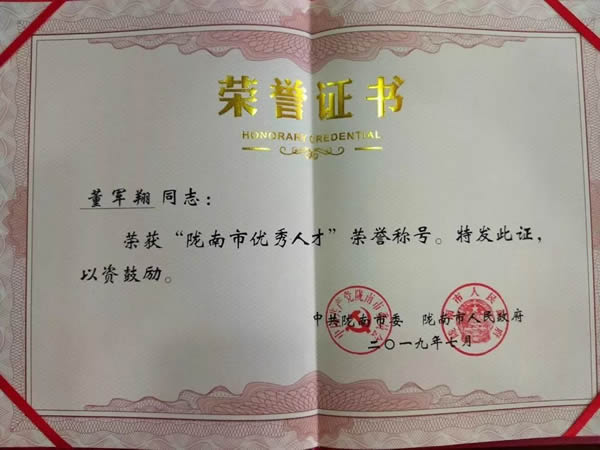 荣誉证书
HONORARY CREDENTIAL
董军翔同志：
荣获“陇南市优秀人才”荣誉称号。特发此证，
以资鼓励。
中共陇南市委 陇南市人民政府
二〇一九年七月